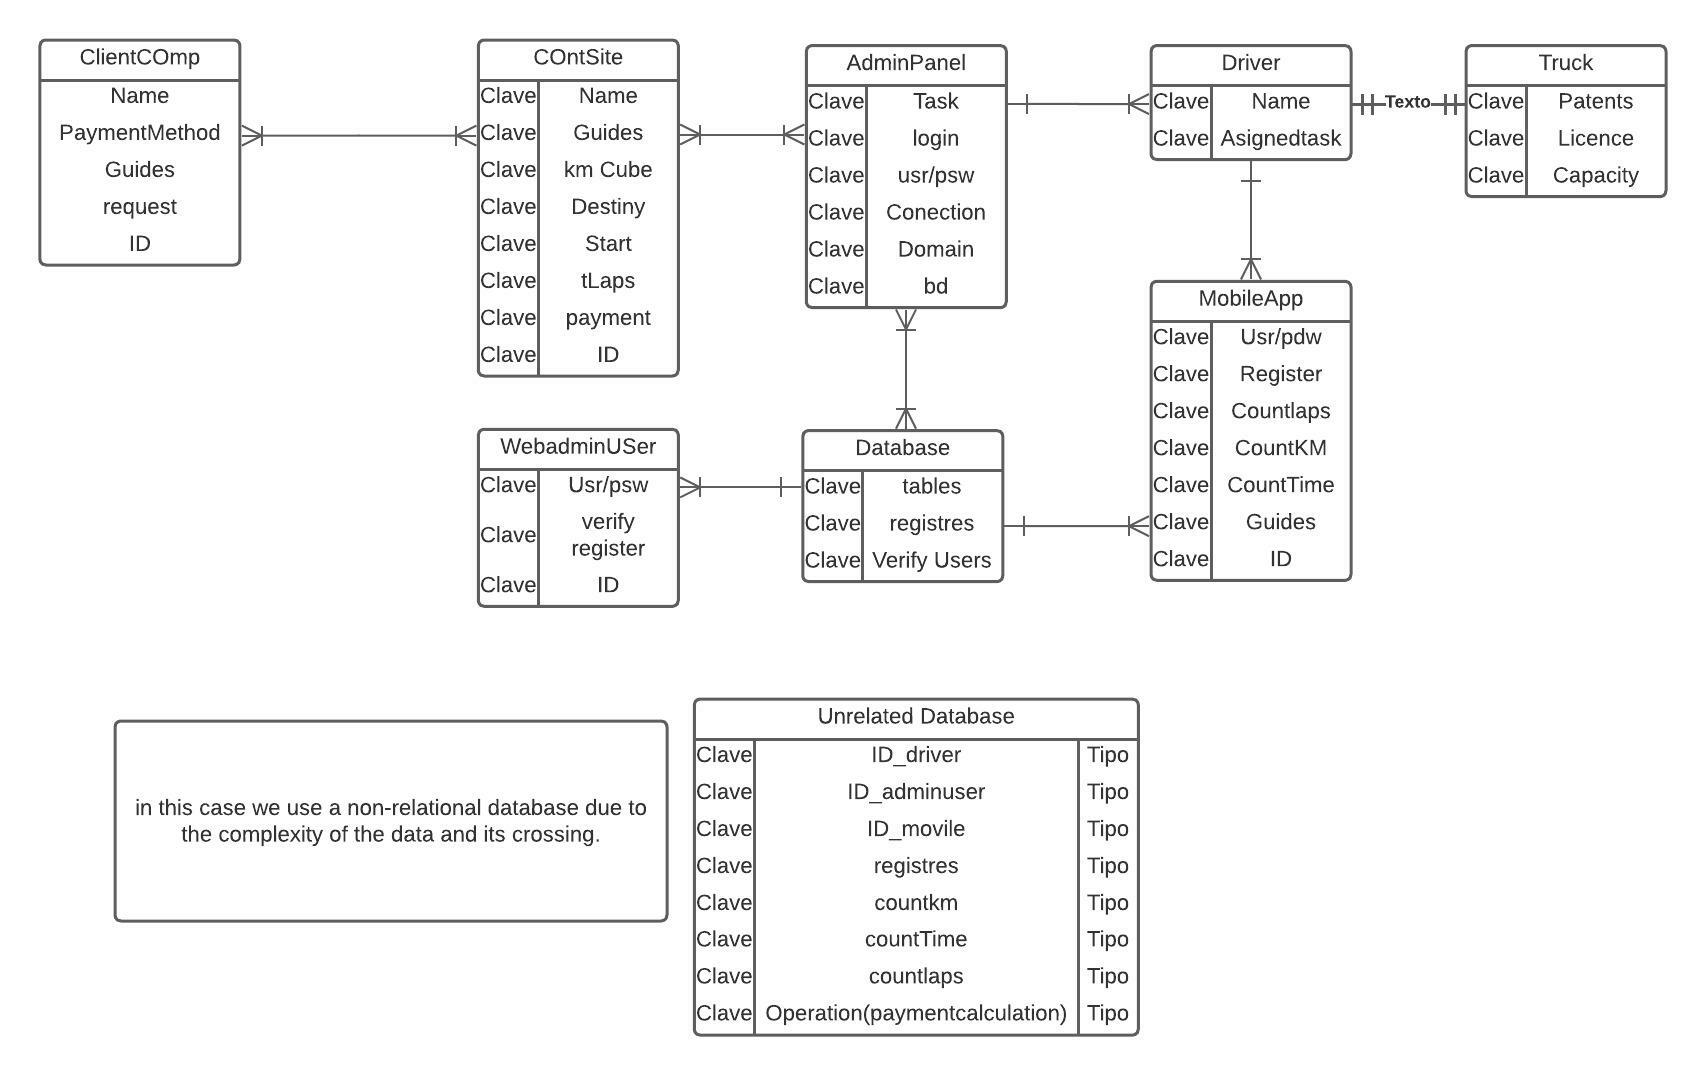 ClientCOmp
Name
PaymentMethod
Guides
request
ID
COntSite
Clave Name
Clave Guides
Clave km Cube
Clave Destiny
Clave Start
Clave tLaps
Clave payment
Clave ID
AdminPanel
Clave Task
Clave login
Clave usr/psw
Clave Conection
Clave Domain
Clave bd
Driver
Clave Name
Clave Asignedtask
Texto
Truck
Clave Patents
Clave Licence
Clave Capacity
WebadminUSer
Clave Usr/psw
Clave verify
register
Clave ID
Database
Clave tables
Clave registres
Clave Verify Users
MobileApp
Clave Usr/pdw
Clave Register
Clave Countlaps
Clave CountKM
Clave CountTime
Clave Guides
Clave ID
in this case we use a non-relational database due to
the complexity of the data and its crossing.
Unrelated Database
Clave ID_driver Tipo
Clave ID_adminuser Tipo
Clave ID_movile Tipo
Clave registres Tipo
Clave countkm Tipo
Clave countTime Tipo
Clave countlaps Tipo
Clave Operation(paymentcalculation) Tipo